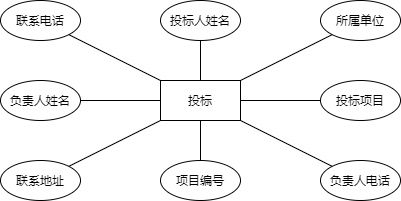 联系电话
投标人姓名
所属单位
负责人姓名
投标
投标项目
联系地址
项目编号
负责人电话